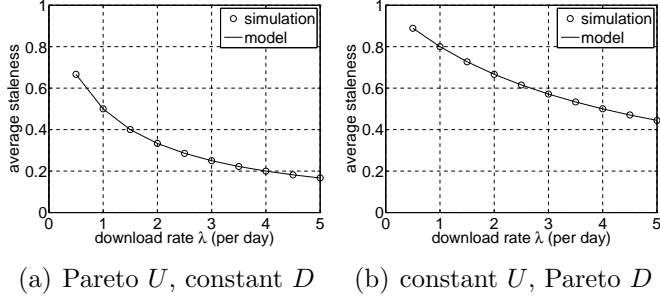 1
0.8
0.6
0.4
0.2
0
average staleness
0 1 2 3 4 5
download rate λ (per day)
simulation
model
(a) Pareto U, constant D
1
0.8
0.6
0.4
0.2
0
average staleness
0 1 2 3 4 5
download rate λ (per day)
simulation
model
(b) constant U, Pareto D